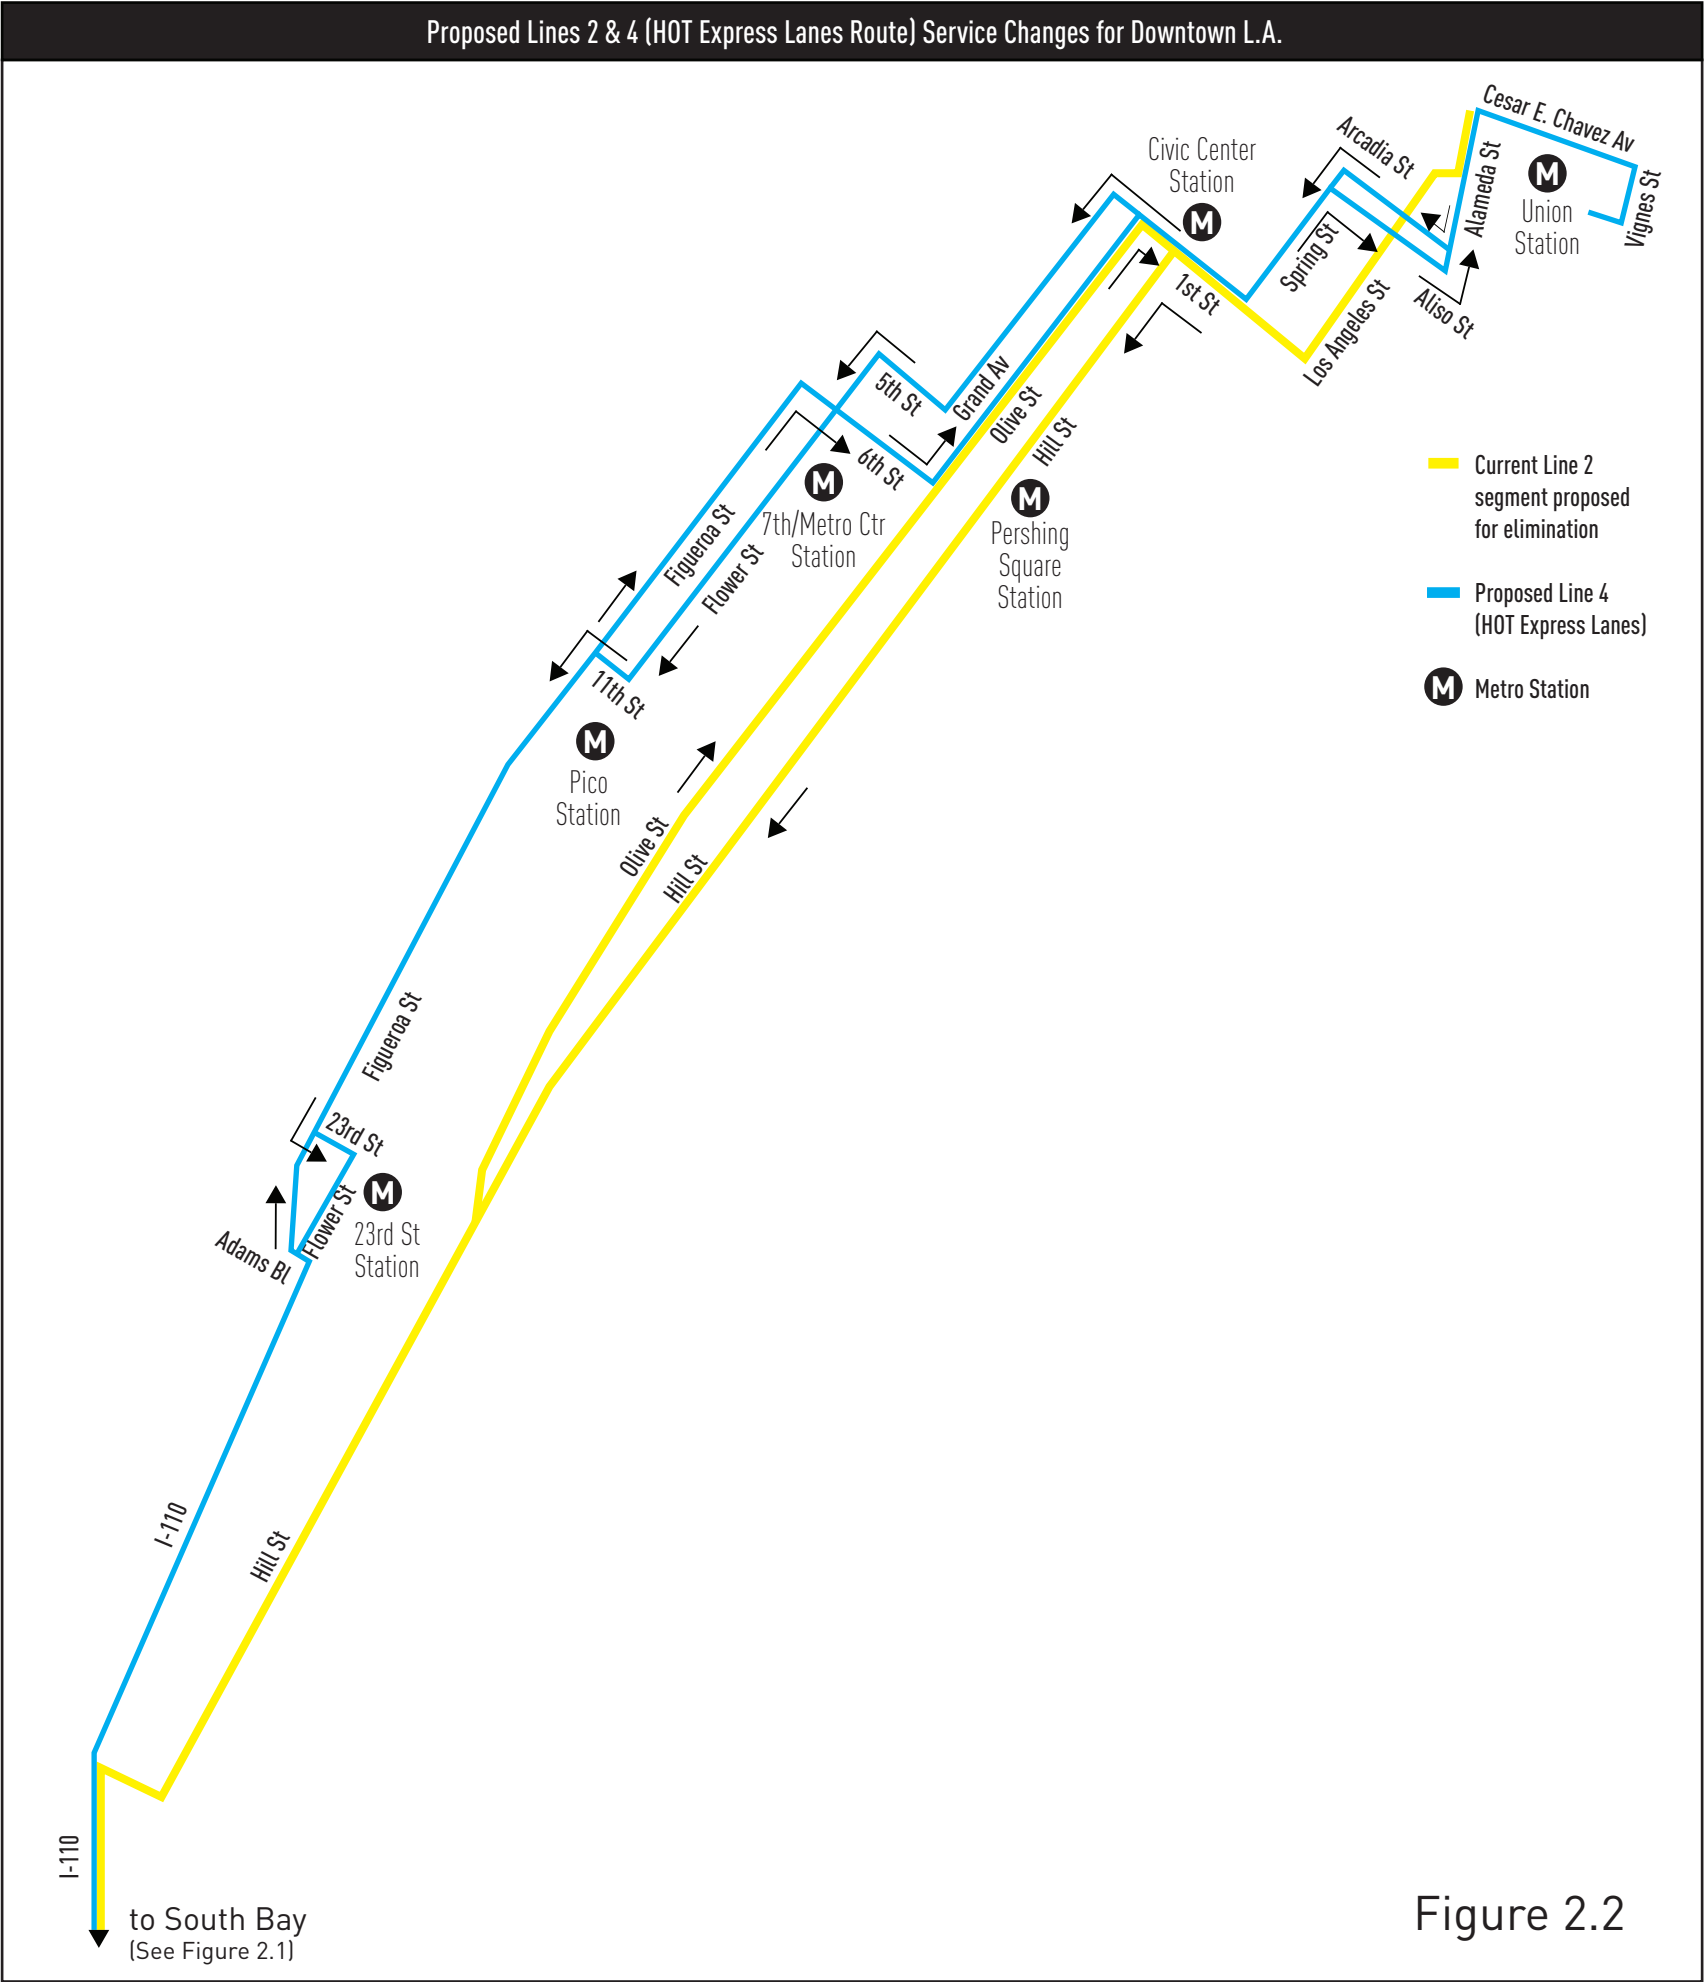 Proposed Lines 2 & 4 (HOT Express Lanes Route) Service Changes for Downtown L.A.
Cesar E. Chavez Av
Arcadia St
Alameda St
Vignes St
M
Union
Station
Civic Center
Station
M
Spring St
Aliso St
1st St
Los Angeles St
5th St
Grand Av
Olive St
Hill St
6th St
M
7th/Metro Ctr
Station
M
Pershing
Square
Station
Figueroa St
Flower St
11th St
M
Pico
Station
Current Line 2
segment proposed
for elimination
Proposed Line 4
(HOT Express Lanes)
M
Metro Station
Olive St
Hill St
Figueroa St
23rd St
M
23rd St
Station
Flower St
Adams Bl
I-110
Hill St
I-110
to South Bay
(See Figure 2.1)
Figure 2.2